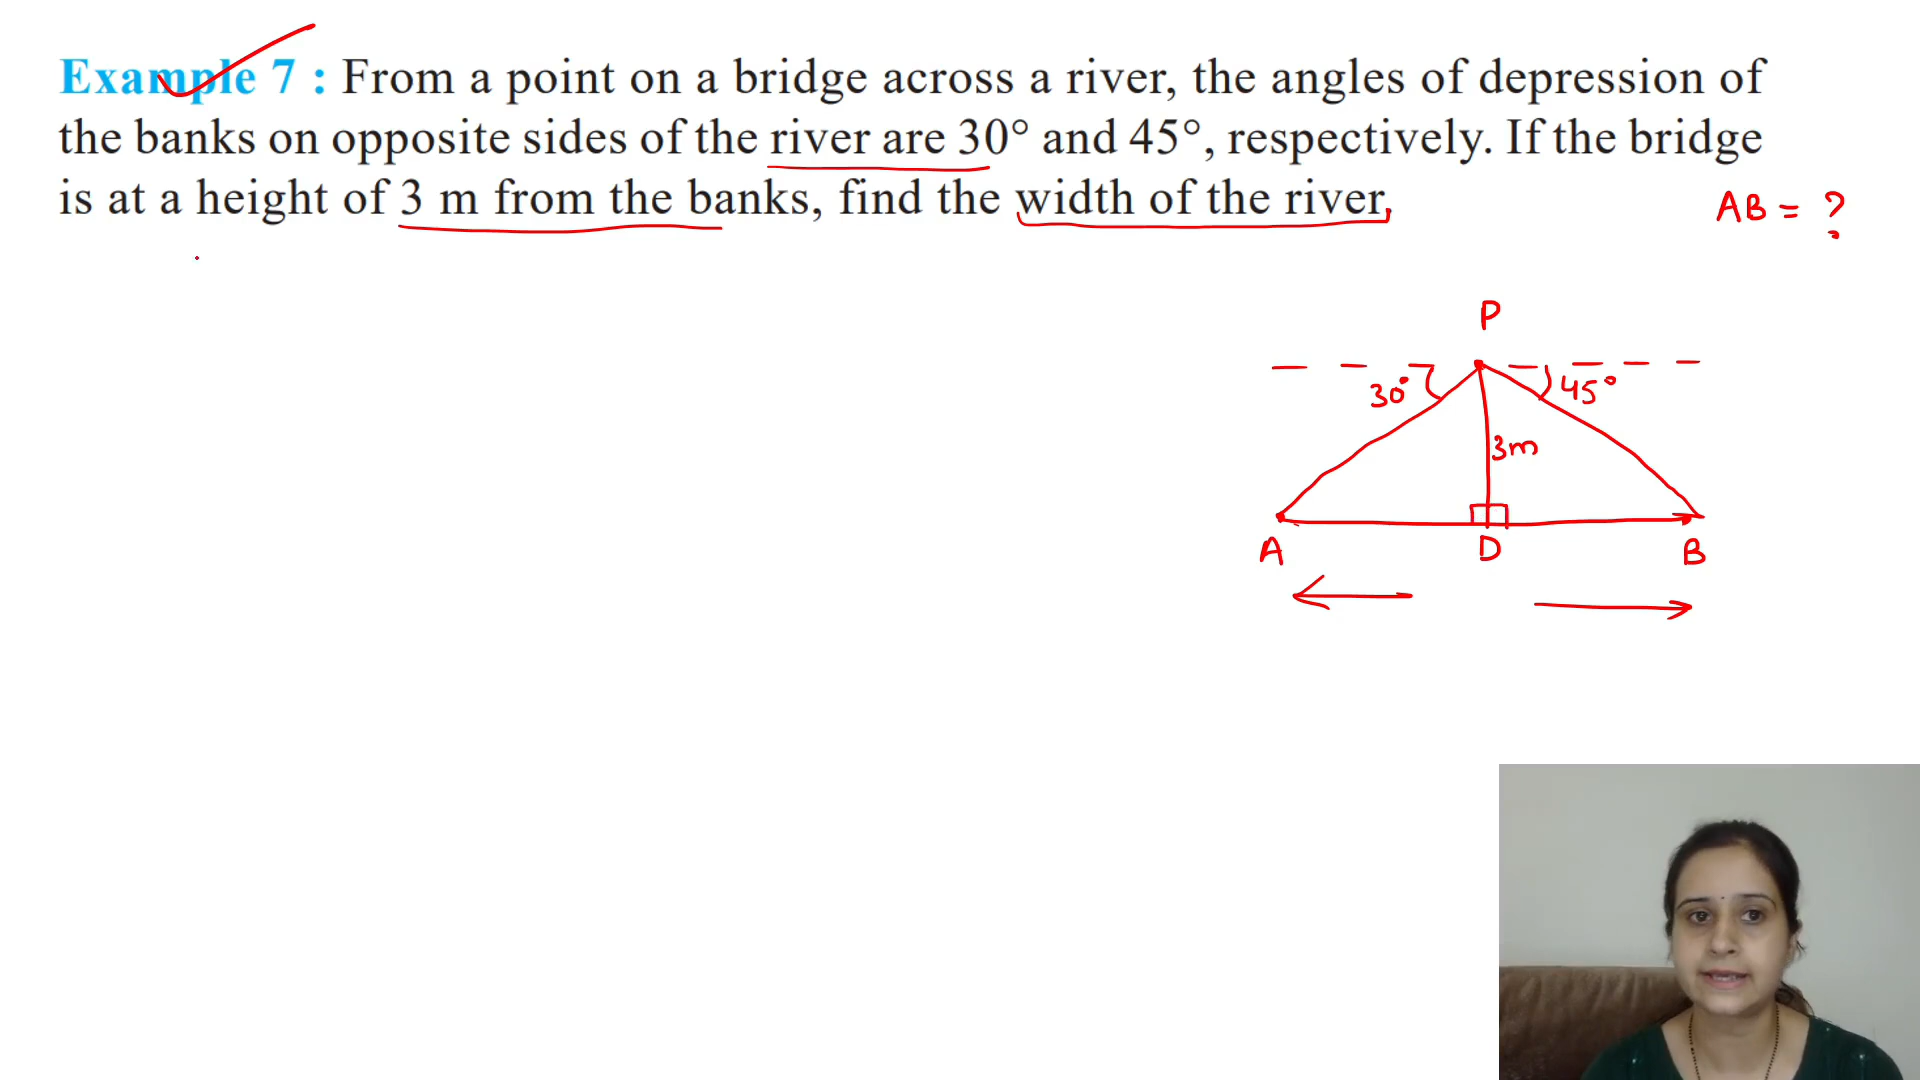 Example 7 : From a point on a bridge across a river, the angles of depression of
the banks on opposite sides of the river are 30° and 45°, respectively. If the bridge
is at a height of 3 m from the banks, find the width of the river.
AB = ?
P
30° 45°
3m
A D B